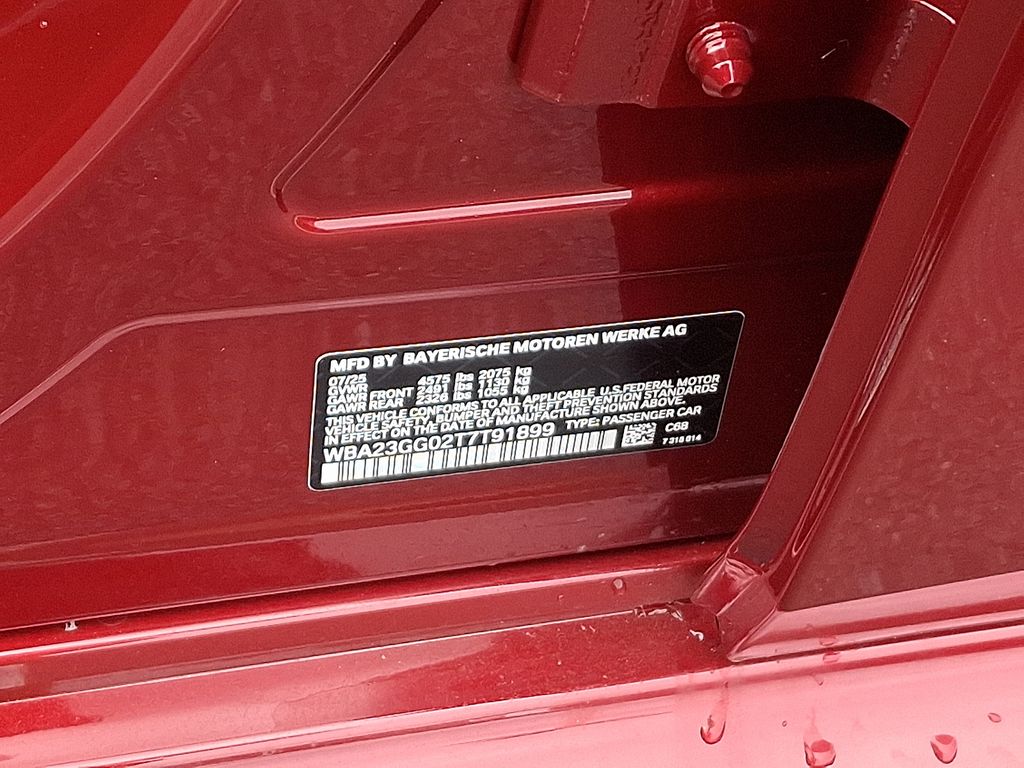 MFD BY BAYERISCHE MOTOREN WERKE AG
07/25
GVWR 4575 lbs 2075 kg
GAWR FRONT 2491 lbs 1130 kg
GAWR REAR 2326 lbs 1055 kg
THIS VEHICLE CONFORMS TO ALL APPLICABLE U.S.FEDERAL MOTOR
VEHICLE SAFETY, BUMPER AND THEFT PREVENTION STANDARDS
IN EFFECT ON THE DATE OF MANUFACTURE SHOWN ABOVE.
WBA23GG02T7T91899 TYPE: PASSENGER CAR
C68
7 318 814